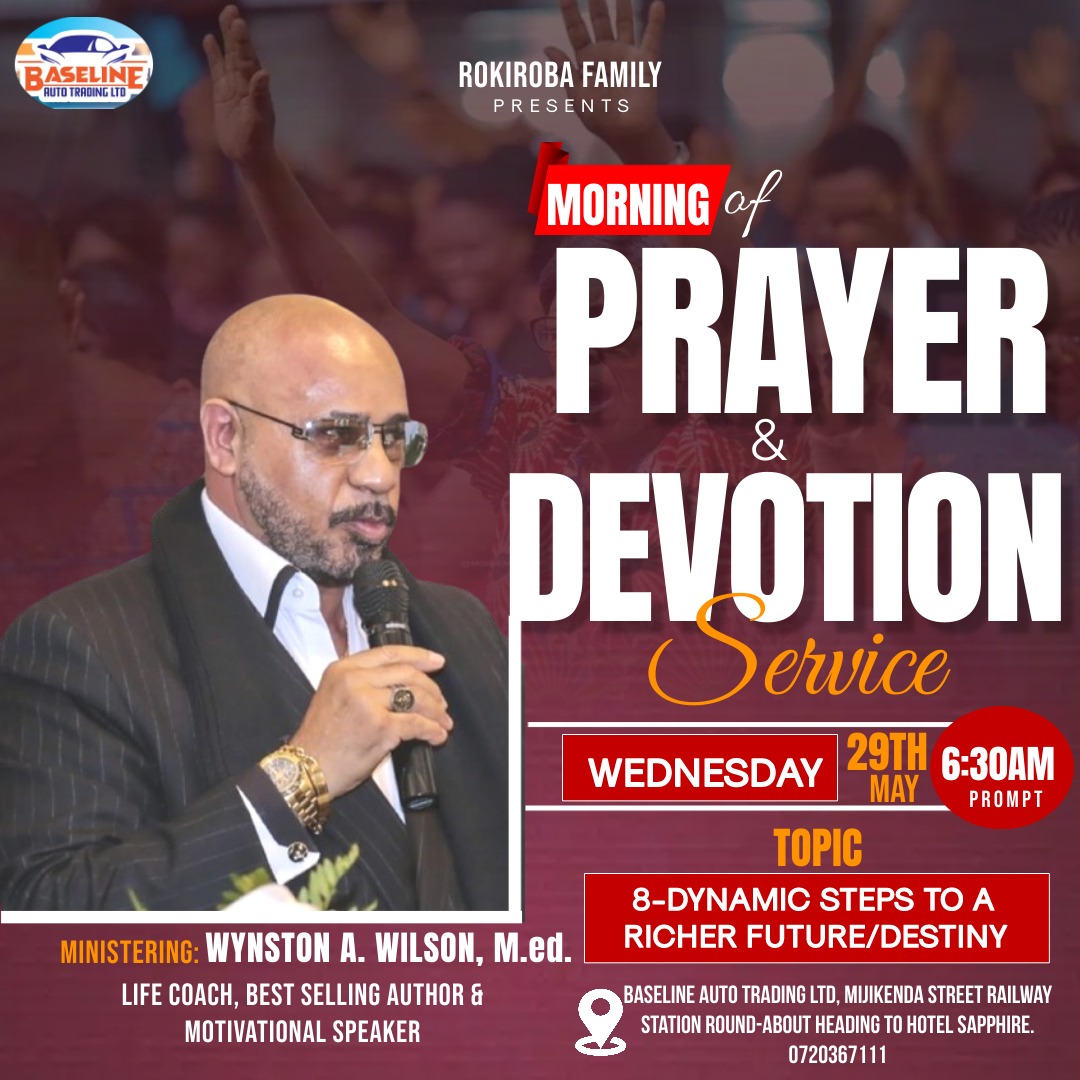 BASELINE
AUTO TRADING LTD
ROKIROBA FAMILY
PRESENTS
MORNING of
PRAYER
&
DEVOTION
Service
WEDNESDAY
29TH
MAY
6:30AM
PROMPT
TOPIC
8-DYNAMIC STEPS TO A
RICHER FUTURE/DESTINY
MINISTERING: WYNSTON A. WILSON, M.ed.
LIFE COACH, BEST SELLING AUTHOR &
MOTIVATIONAL SPEAKER
BASELINE AUTO TRADING LTD, MIJIKENDA STREET RAILWAY
STATION ROUND-ABOUT HEADING TO HOTEL SAPPHIRE.
0720367111